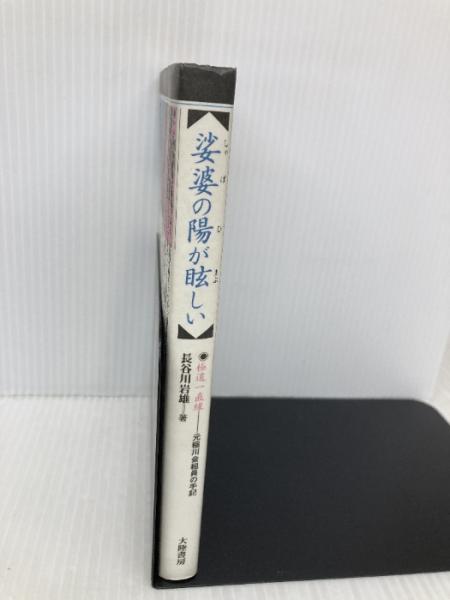 娑婆の陽が眩しい
しゃば ひ まぶ
◉極道一直線──元稲川会組員の手記
長谷川岩雄─著
大陸書房